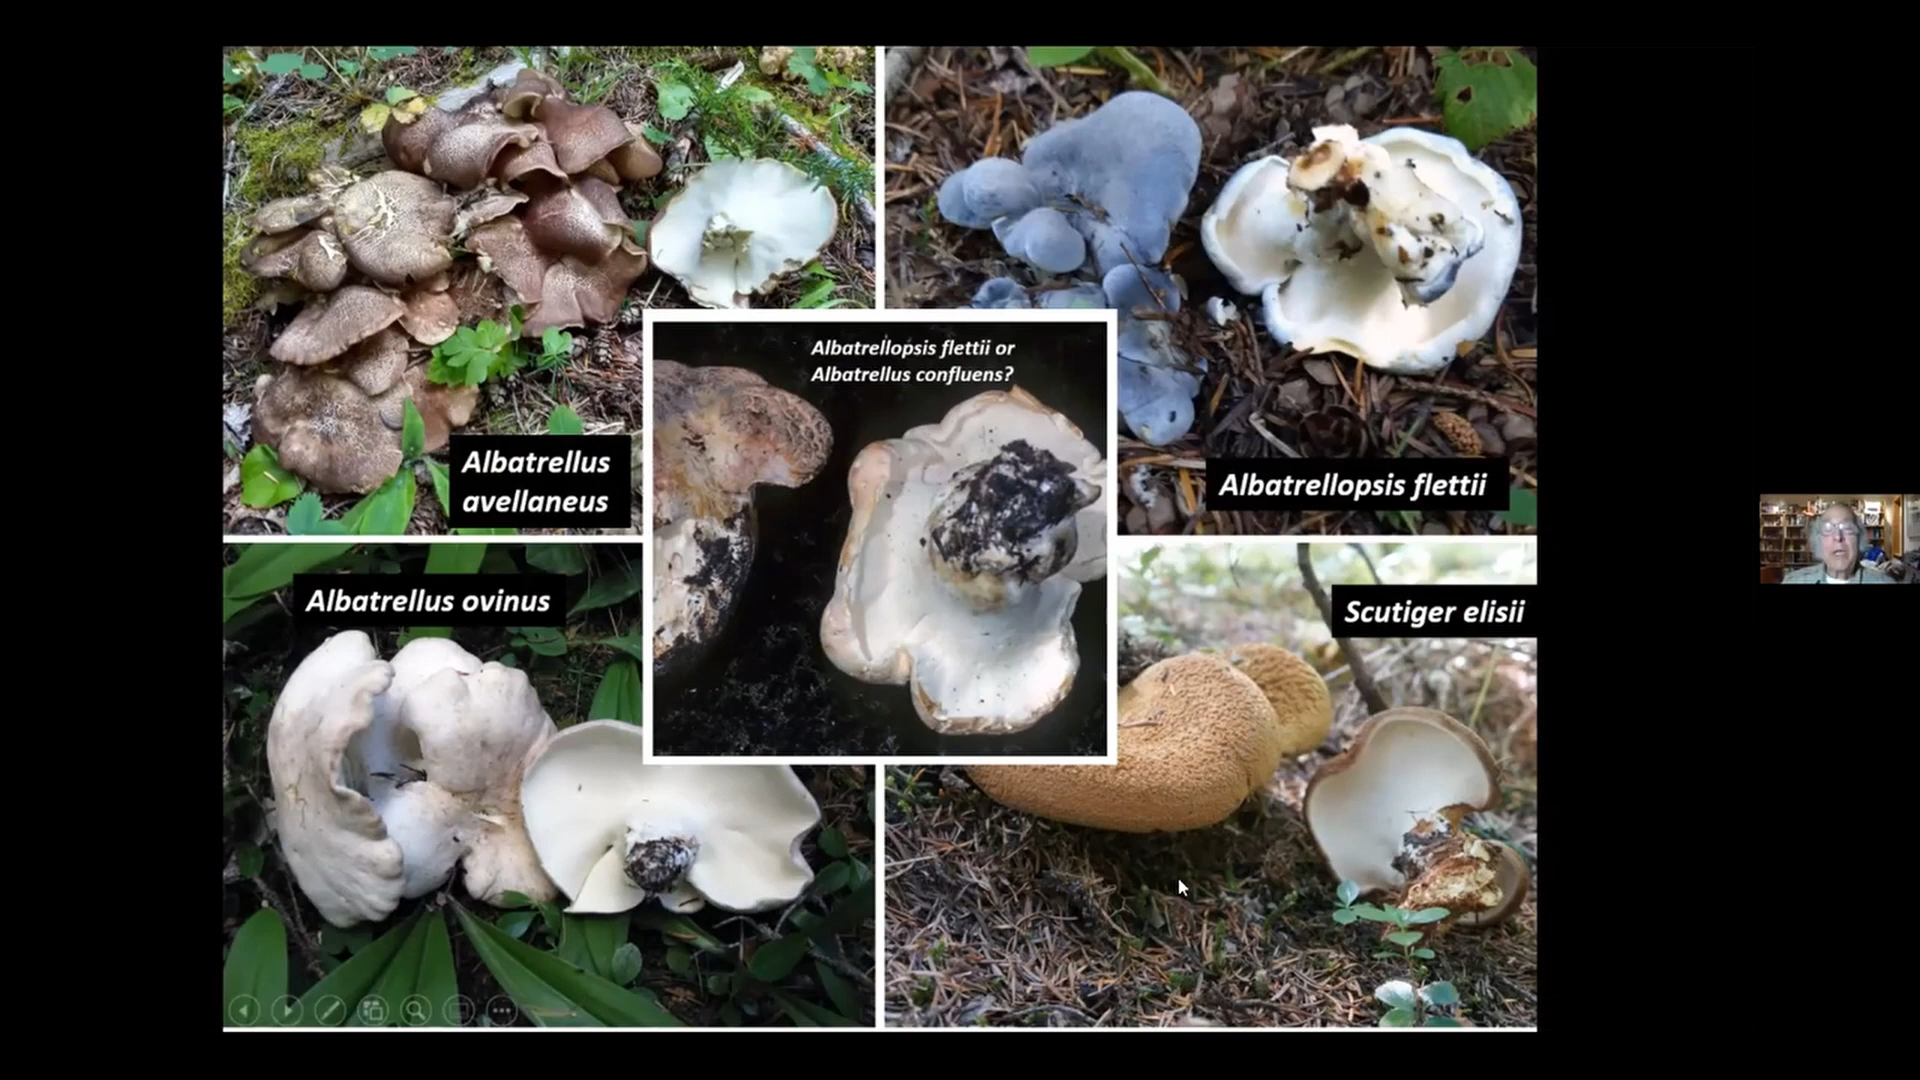 Albatrellus
avellaneus
Albatrellopsis flettii or
Albatrellus confluens?
Albatrellopsis flettii
Albatrellus ovinus
Scutiger elisii